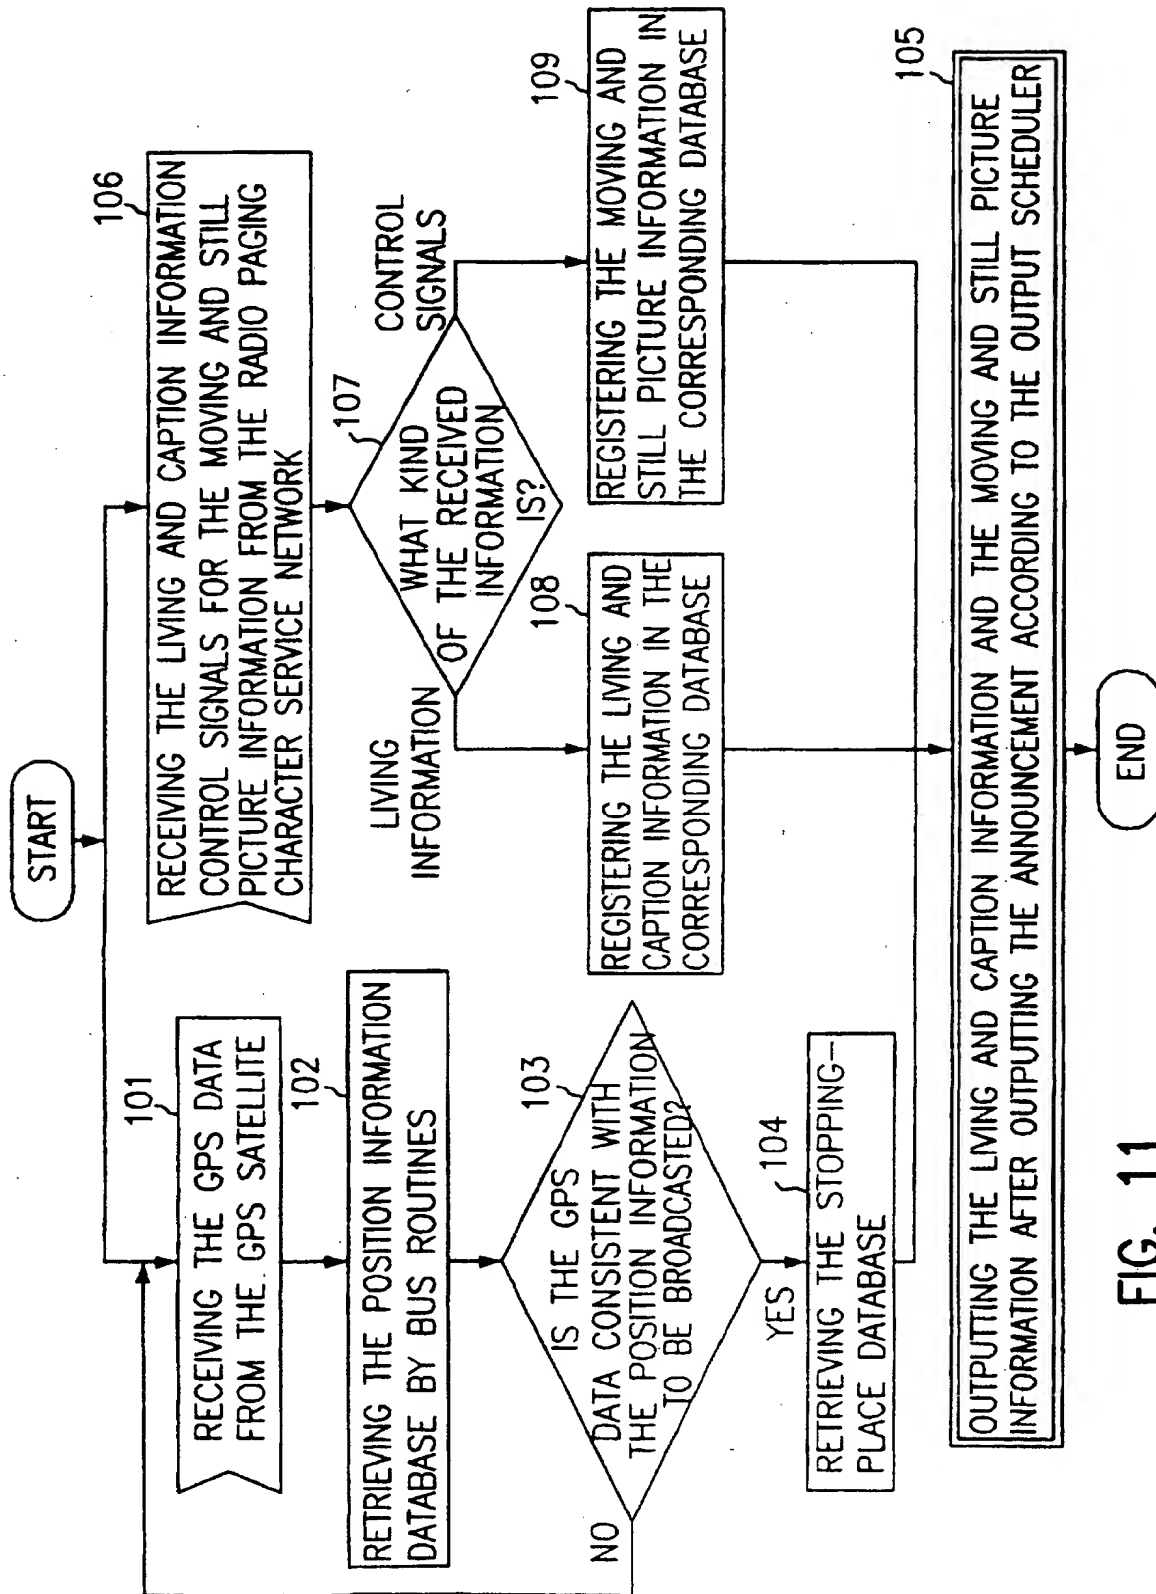 START
101
RECEIVING THE GPS DATA
FROM THE GPS SATELLITE
102
RETRIEVING THE POSITION INFORMATION
DATABASE BY BUS ROUTINES
103
IS THE GPS
DATA CONSISTENT WITH
THE POSITION INFORMATION
TO BE BROADCASTED?
NO
YES
104
RETRIEVING THE STOPPING-
PLACE DATABASE
106
RECEIVING THE LIVING AND CAPTION INFORMATION
CONTROL SIGNALS FOR THE MOVING AND STILL
PICTURE INFORMATION FROM THE RADIO PAGING
CHARACTER SERVICE NETWORK
107
WHAT KIND
OF THE RECEIVED
INFORMATION
IS?
LIVING
INFORMATION
CONTROL
SIGNALS
108
REGISTERING THE LIVING AND
CAPTION INFORMATION IN THE
CORRESPONDING DATABASE
109
REGISTERING THE MOVING AND
STILL PICTURE INFORMATION IN
THE CORRESPONDING DATABASE
105
OUTPUTTING THE LIVING AND CAPTION INFORMATION AND THE MOVING AND STILL PICTURE
INFORMATION AFTER OUTPUTING THE ANNOUNCEMENT ACCORDING TO THE OUTPUT SCHEDULER
END
FIG. 11